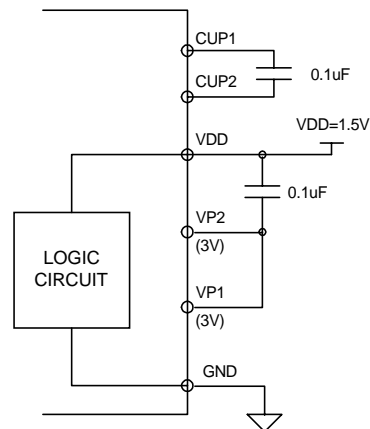 CUP1
0.1uF
CUP2
VDD=1.5V
VDD
0.1uF
VP2
(3V)
LOGIC
CIRCUIT
VP1
(3V)
GND